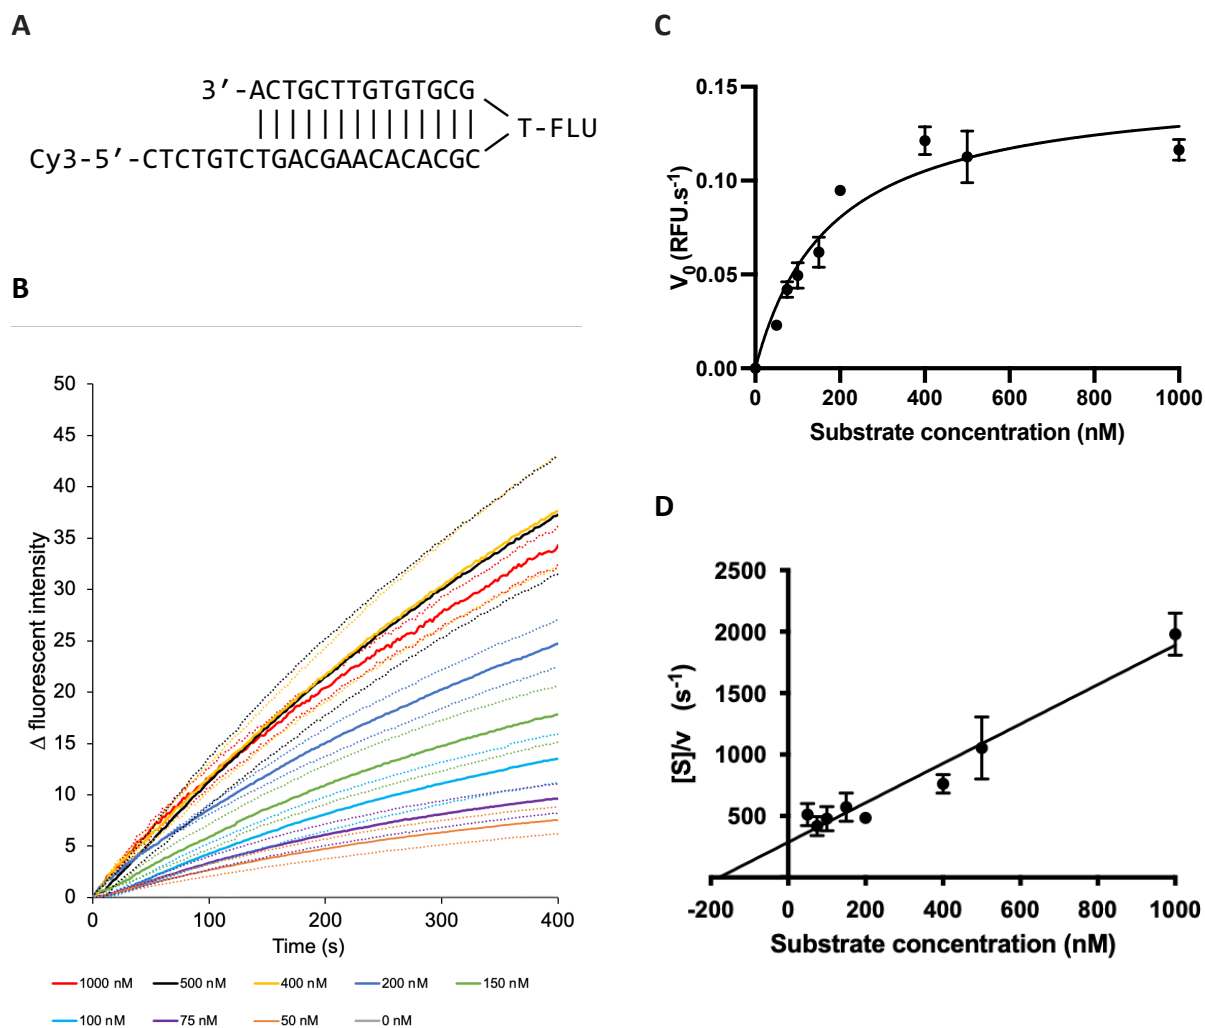 A
3′-ACTGCTTGTGTGCG
T-FLU
Cy3-5′-CTCTGTCTGACGAACACACGC
B
50
45
40
35
30
25
20
15
10
5
0
Δ fluorescent intensity
0 100 200 300 400
Time (s)
1000 nM 500 nM 400 nM 200 nM 150 nM
100 nM 75 nM 50 nM 0 nM
C
0.15
0.10
0.05
0.00
V0 (RFU.s-1)
0 200 400 600 800 1000
Substrate concentration (nM)
D
2500
2000
1500
1000
500
[S]/v (s-1)
-200 0 200 400 600 800 1000
Substrate concentration (nM)